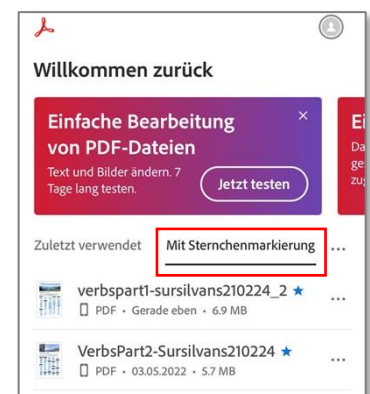 Willkommen zurück
Einfache Bearbeitung
von PDF-Dateien
Text und Bilder ändern. 7
Tage lang testen.
Jetzt testen
Zuletzt verwendet Mit Sternchenmarkierung ...
verbspart1-sursilvans210224_2 ★
PDF • Gerade eben • 6.9 MB
VerbsPart2-Sursilvans210224 ★
PDF • 03.05.2022 • 5.7 MB